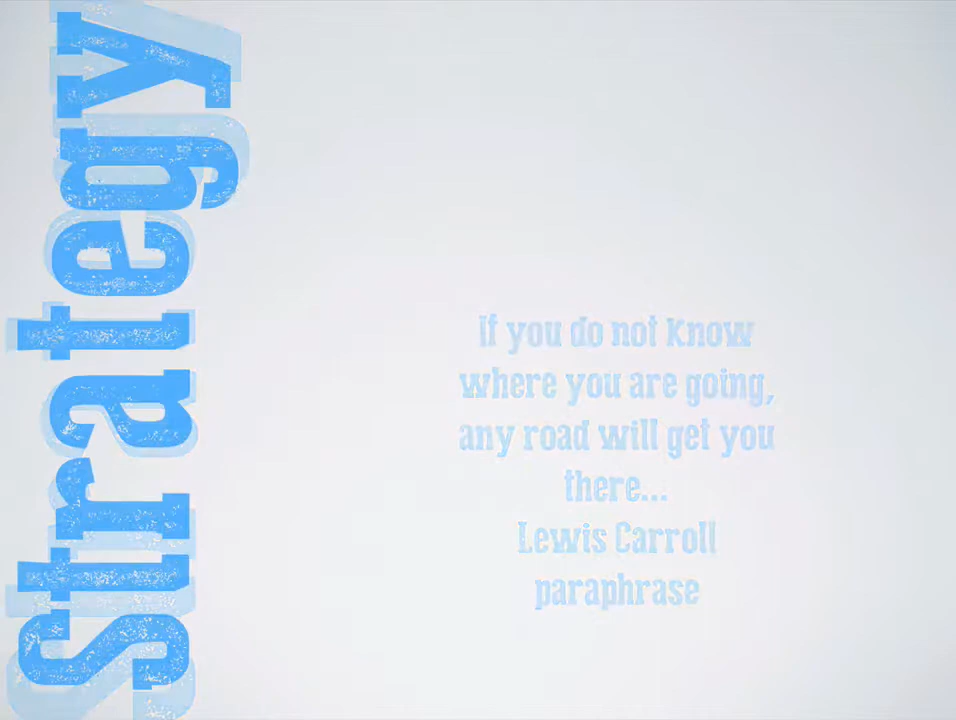 Strategy
If you do not know
where you are going,
any road will get you
there...
Lewis Carroll
paraphrase